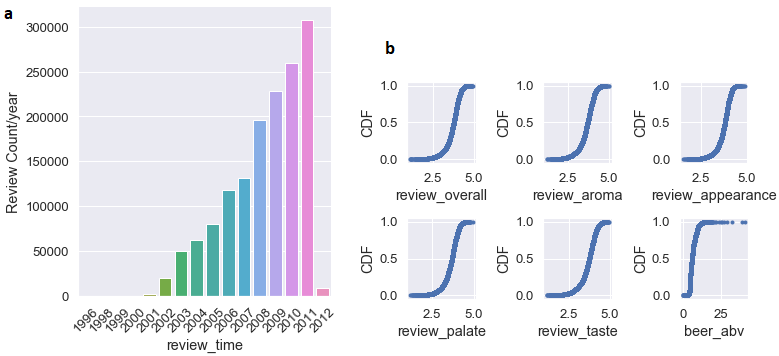 a
Review Count/year
300000
250000
200000
150000
100000
50000
0
1996 1998 1999 2000 2001 2002 2003 2004 2005 2006 2007 2008 2009 2010 2011 2012
review_time
b
CDF
1.0
0.5
0.0
2.5 5.0
review_overall
CDF
1.0
0.5
0.0
2.5 5.0
review_aroma
CDF
1.0
0.5
0.0
2.5 5.0
review_appearance
CDF
1.0
0.5
0.0
2.5 5.0
review_palate
CDF
1.0
0.5
0.0
2.5 5.0
review_taste
CDF
1.0
0.5
0.0
0 25
beer_abv